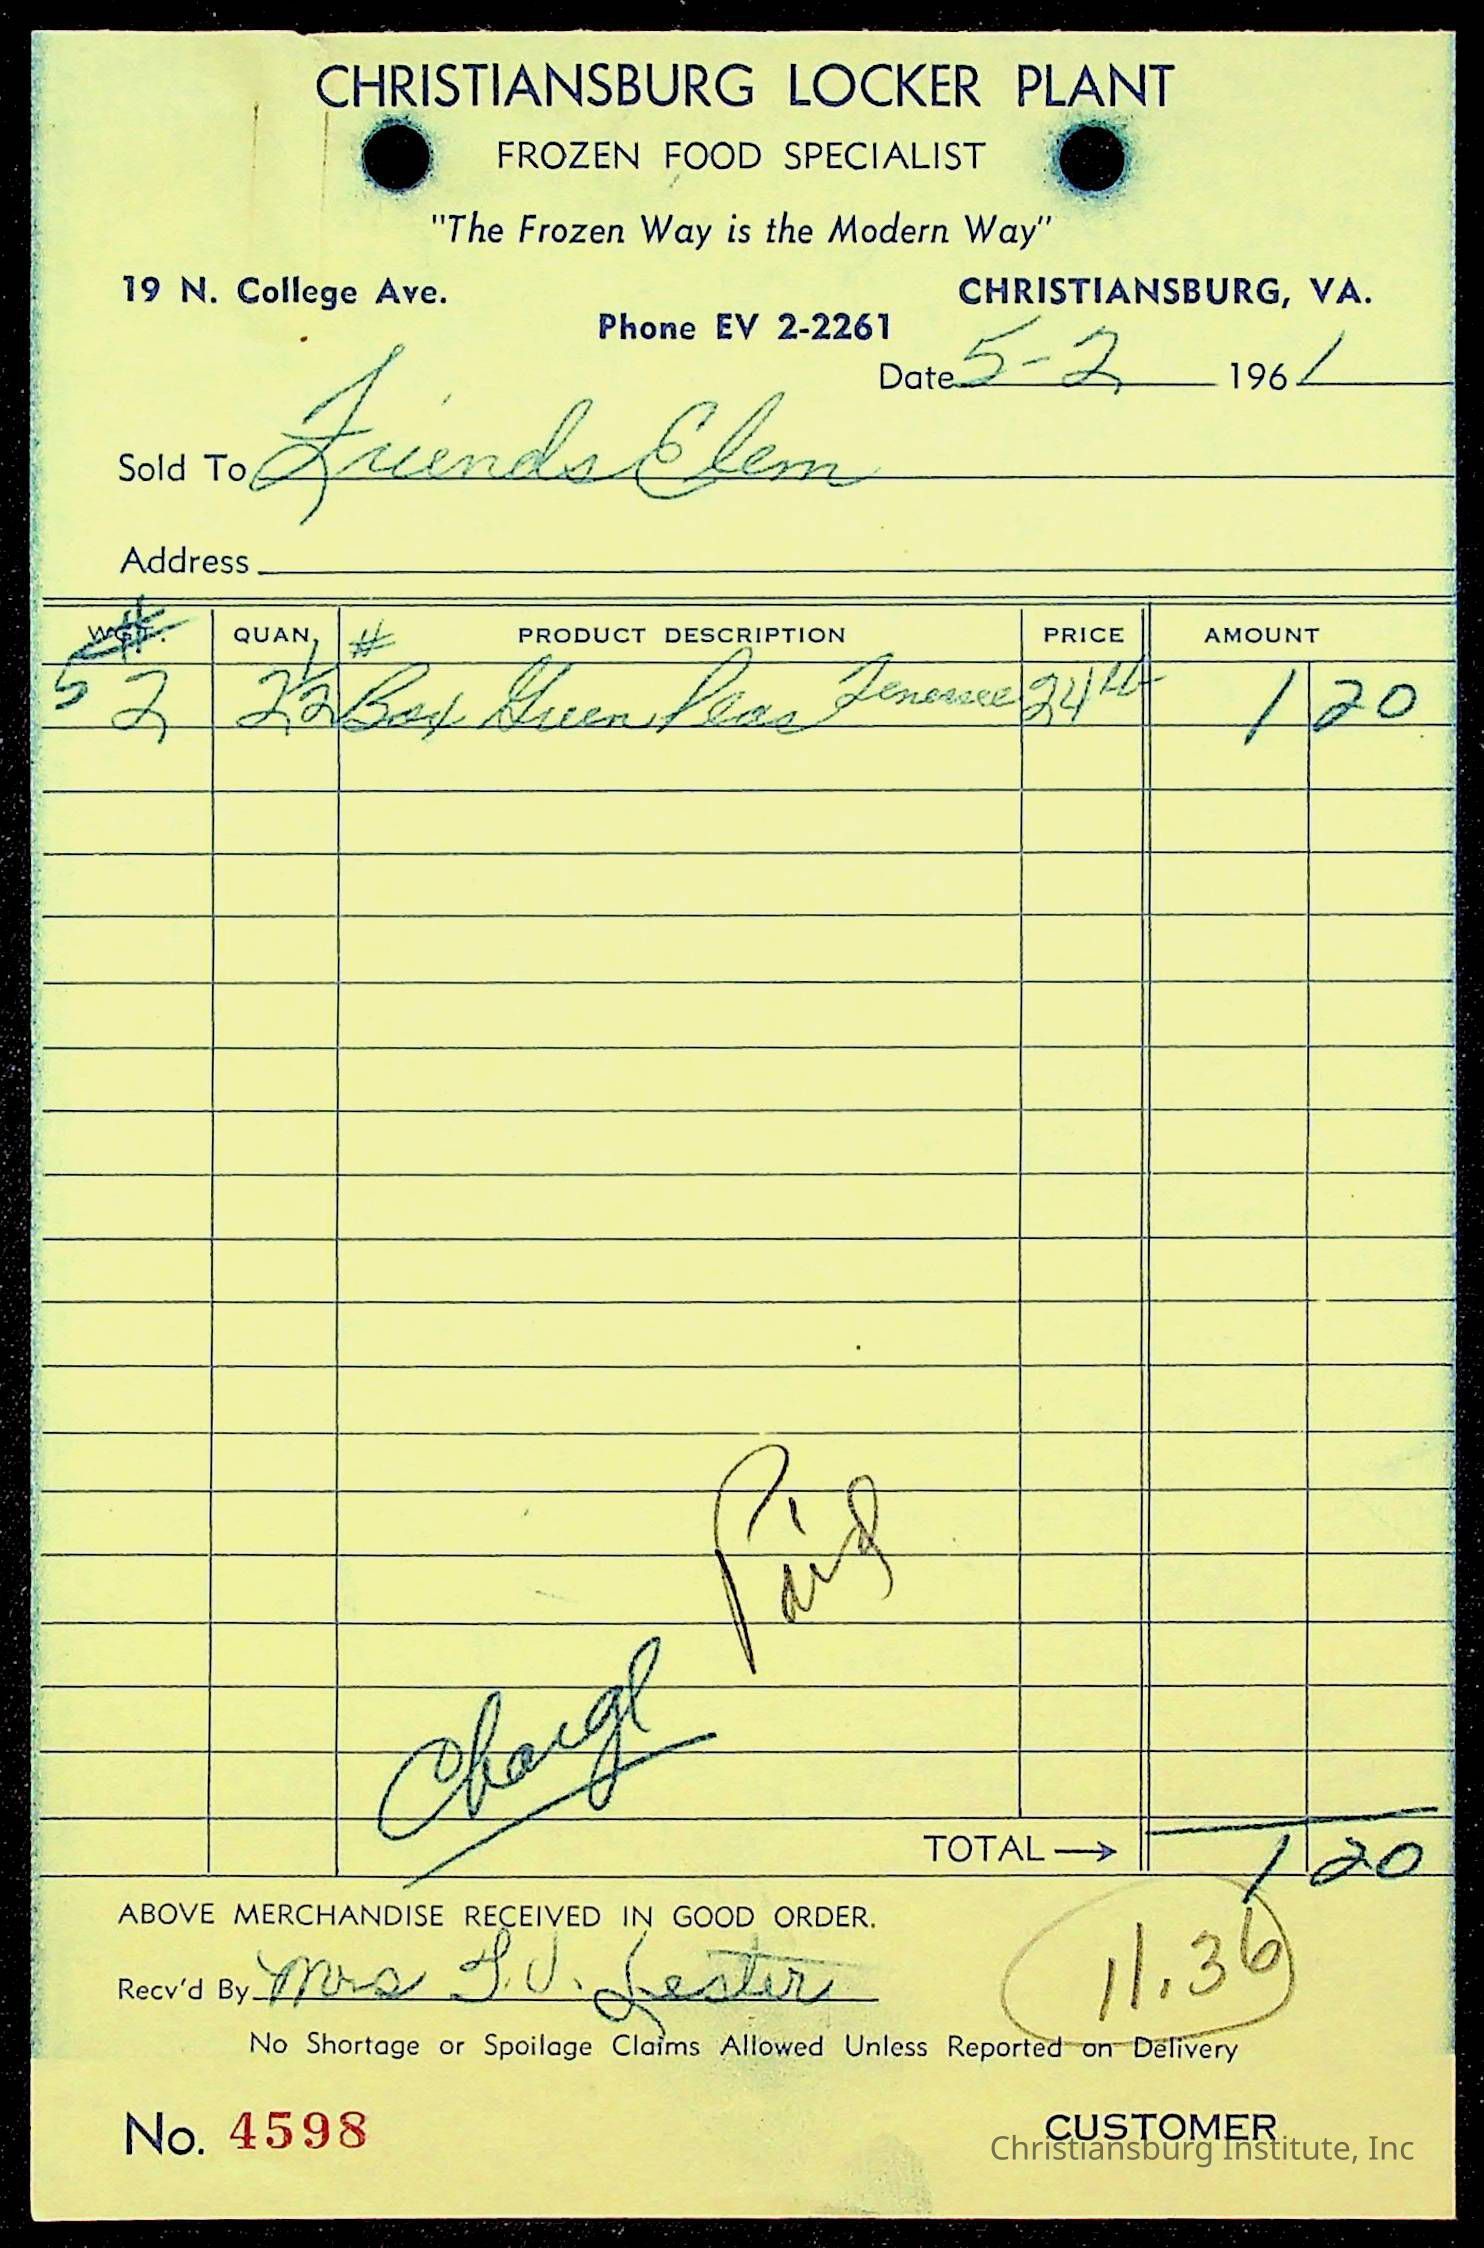 CHRISTIANSBURG LOCKER PLANT
FROZEN FOOD SPECIALIST
"The Frozen Way is the Modern Way"
19 N. College Ave. CHRISTIANSBURG, VA.
Phone EV 2-2261
Date 5-2 1961
Sold To Friends Elem
Address
WGT. # QUAN. # PRODUCT DESCRIPTION PRICE AMOUNT
5 2 2 1/2 Box Green Peas 24 1 20
Paid
Charge
TOTAL → 1 20
ABOVE MERCHANDISE RECEIVED IN GOOD ORDER.
11.36
Recv'd By Mrs Lester
No Shortage or Spoilage Claims Allowed Unless Reported on Delivery
No. 4598 CUSTOMER
Christiansburg Institute, Inc